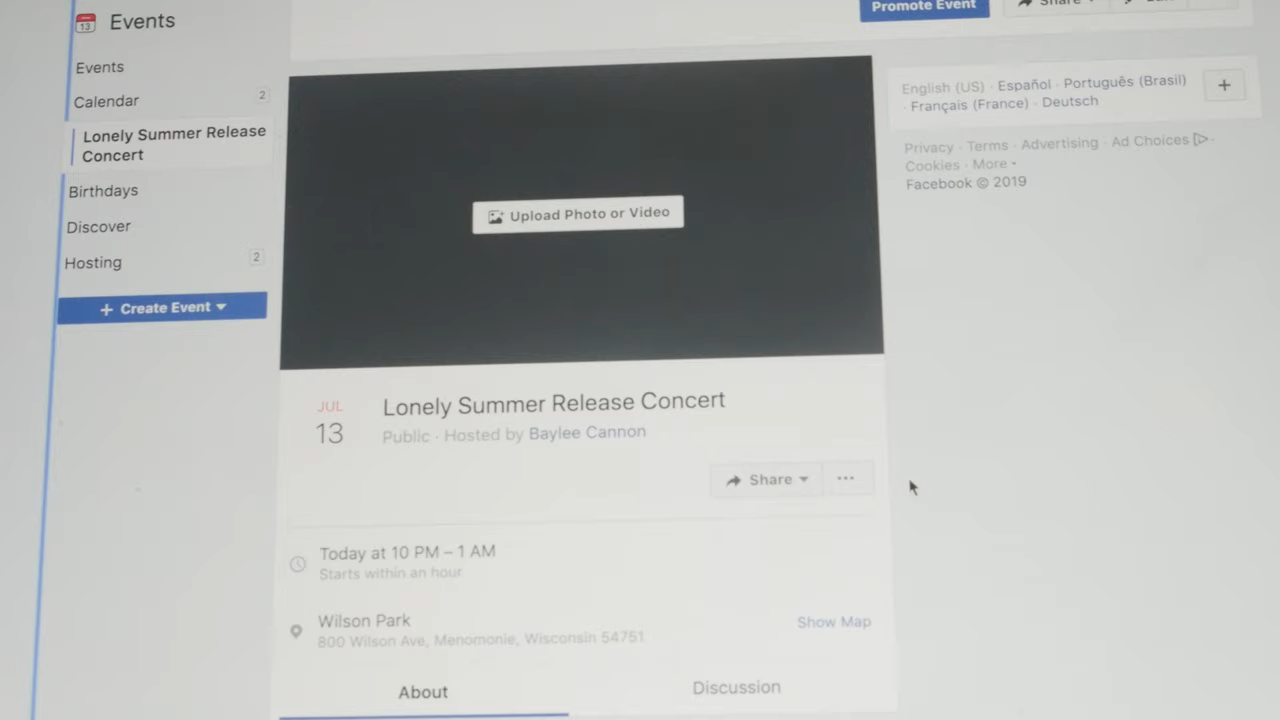 Promote Event
Share
13
Events
Events
Calendar
2
Lonely Summer Release
Concert
Birthdays
Discover
Hosting
2
+ Create Event
Upload Photo or Video
English (US) · Español · Português (Brasil)
· Français (France) · Deutsch
+
Privacy · Terms · Advertising · Ad Choices ·
Cookies · More
Facebook © 2019
JUL
13
Lonely Summer Release Concert
Public · Hosted by Baylee Cannon
Share
···
Today at 10 PM – 1 AM
Starts within an hour
Wilson Park
800 Wilson Ave, Menomonie, Wisconsin 54751
Show Map
About
Discussion